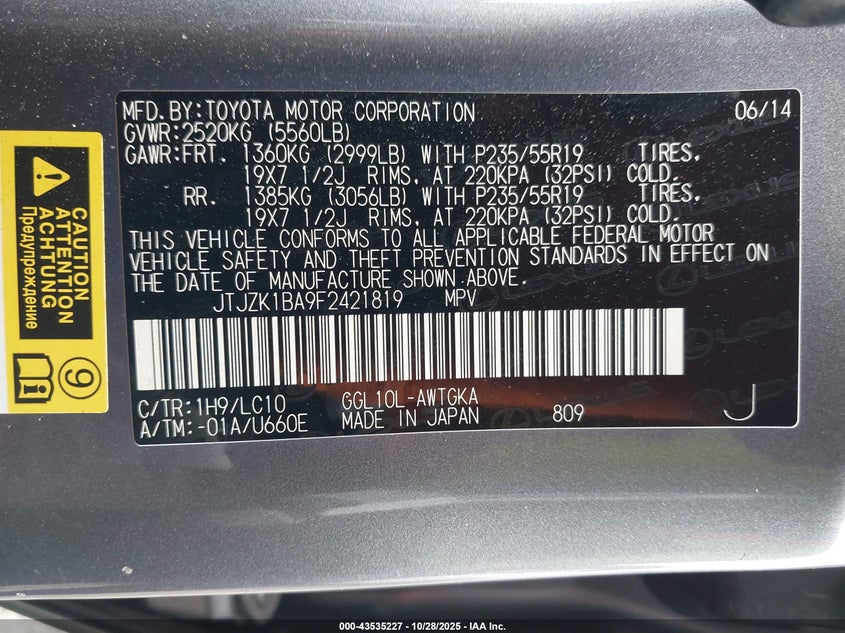 MFD.BY:TOYOTA MOTOR CORPORATION 06/14
GVWR:2520KG (5560LB)
GAWR:FRT. 1360KG (2999LB) WITH P235/55R19 TIRES,
19X7 1/2J RIMS, AT 220KPA (32PSI) COLD.
RR. 1385KG (3056LB) WITH P235/55R19 TIRES,
19X7 1/2J RIMS, AT 220KPA (32PSI) COLD.
THIS VEHICLE CONFORMS TO ALL APPLICABLE FEDERAL MOTOR
VEHICLE SAFETY AND THEFT PREVENTION STANDARDS IN EFFECT ON
THE DATE OF MANUFACTURE SHOWN ABOVE.
JTJZK1BA9F2421819 MPV
C/TR:1H9/LC10 GGL10L-AWTGKA
A/TM:-01A/U660E MADE IN JAPAN 809
J
CAUTION
ATTENTION
ACHTUNG
Предупреждение
9
LEXUS
000-43535227 - 10/28/2025 - IAA Inc.